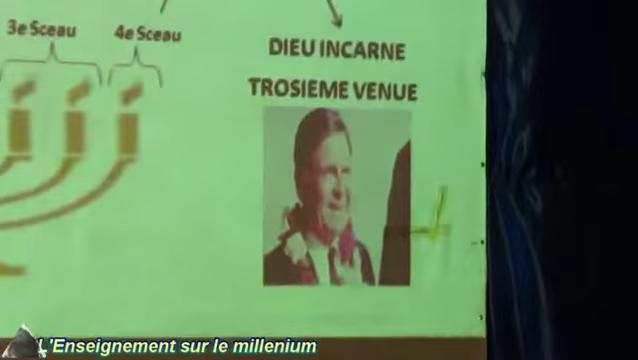 3e Sceau
4e Sceau
DIEU INCARNE
TROSIEME VENUE
L'Enseignement sur le millenium